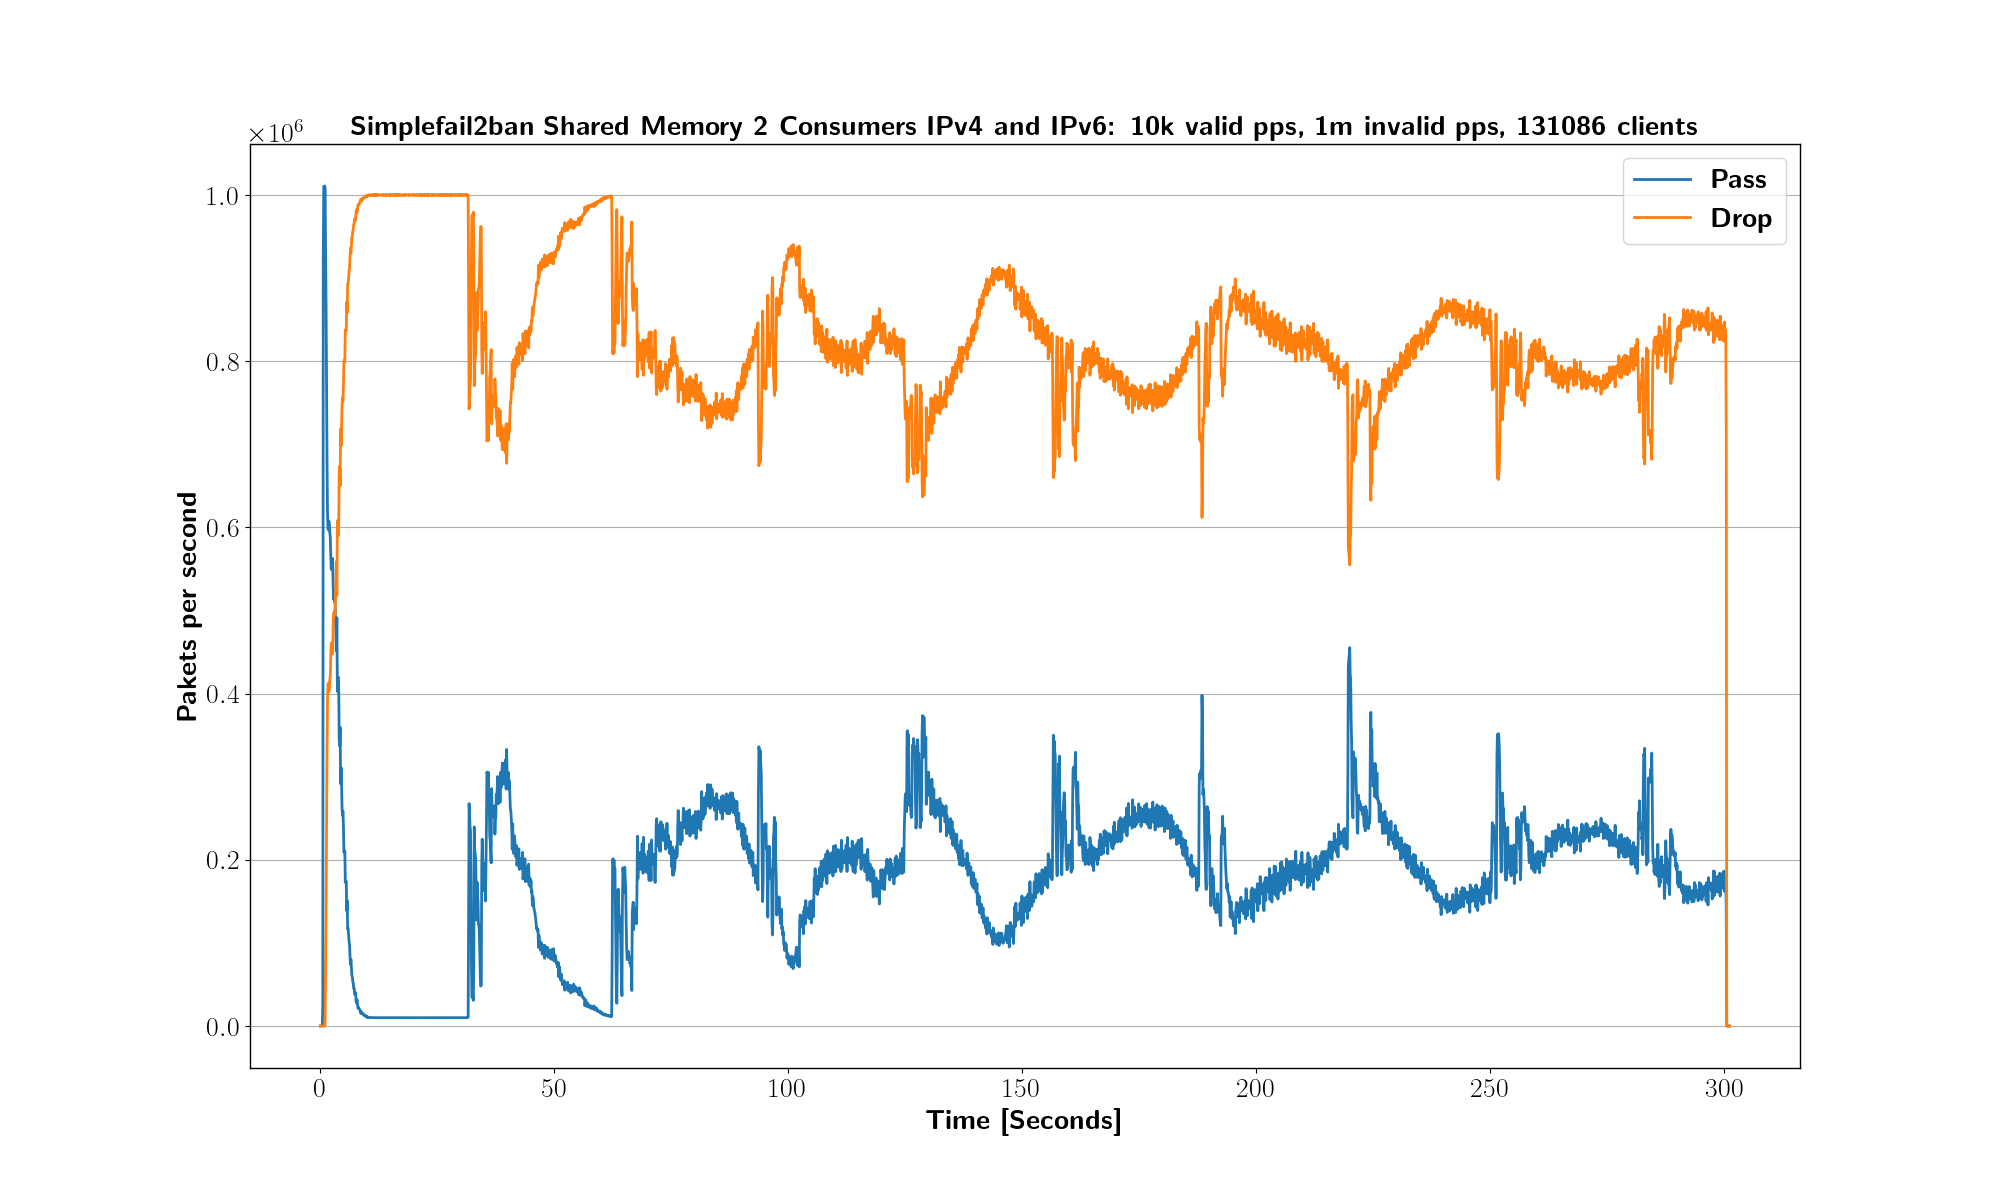 Simplefail2ban Shared Memory 2 Consumers IPv4 and IPv6: 10k valid pps, 1m invalid pps, 131086 clients
×10⁶
Pass
Drop
1.0
0.8
0.6
0.4
0.2
0.0
Pakets per second
0 50 100 150 200 250 300
Time [Seconds]